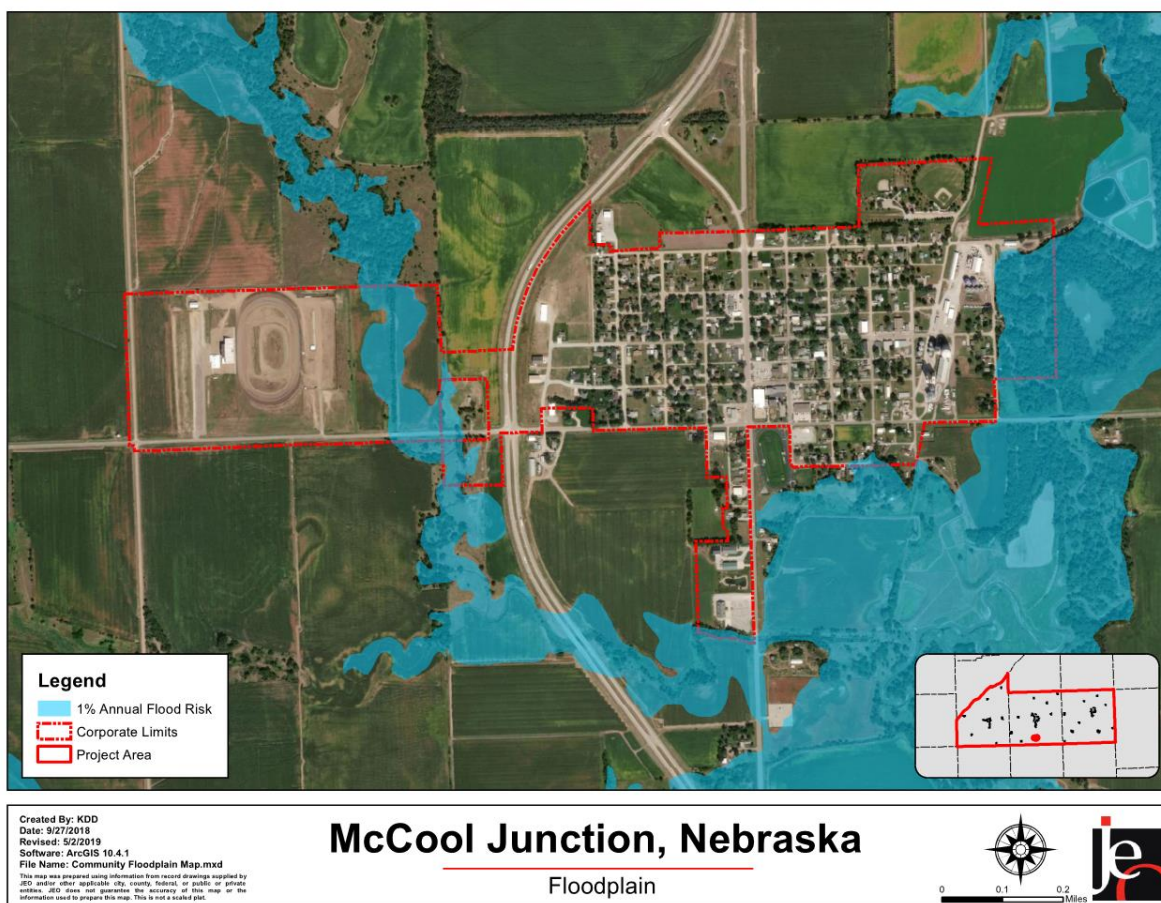 Legend
1% Annual Flood Risk
Corporate Limits
Project Area
Created By: KDD
Date: 9/27/2018
Revised: 5/2/2019
Software: ArcGIS 10.4.1
File Name: Community Floodplain Map.mxd
This map was prepared using information from record drawings supplied by
JEO and/or other applicable city, county, federal, or public or private
entities. JEO does not guarantee the accuracy of this map or the
information used to prepare this map. This is not a scaled plat.
McCool Junction, Nebraska
Floodplain
0 0.1 0.2
Miles
jeo